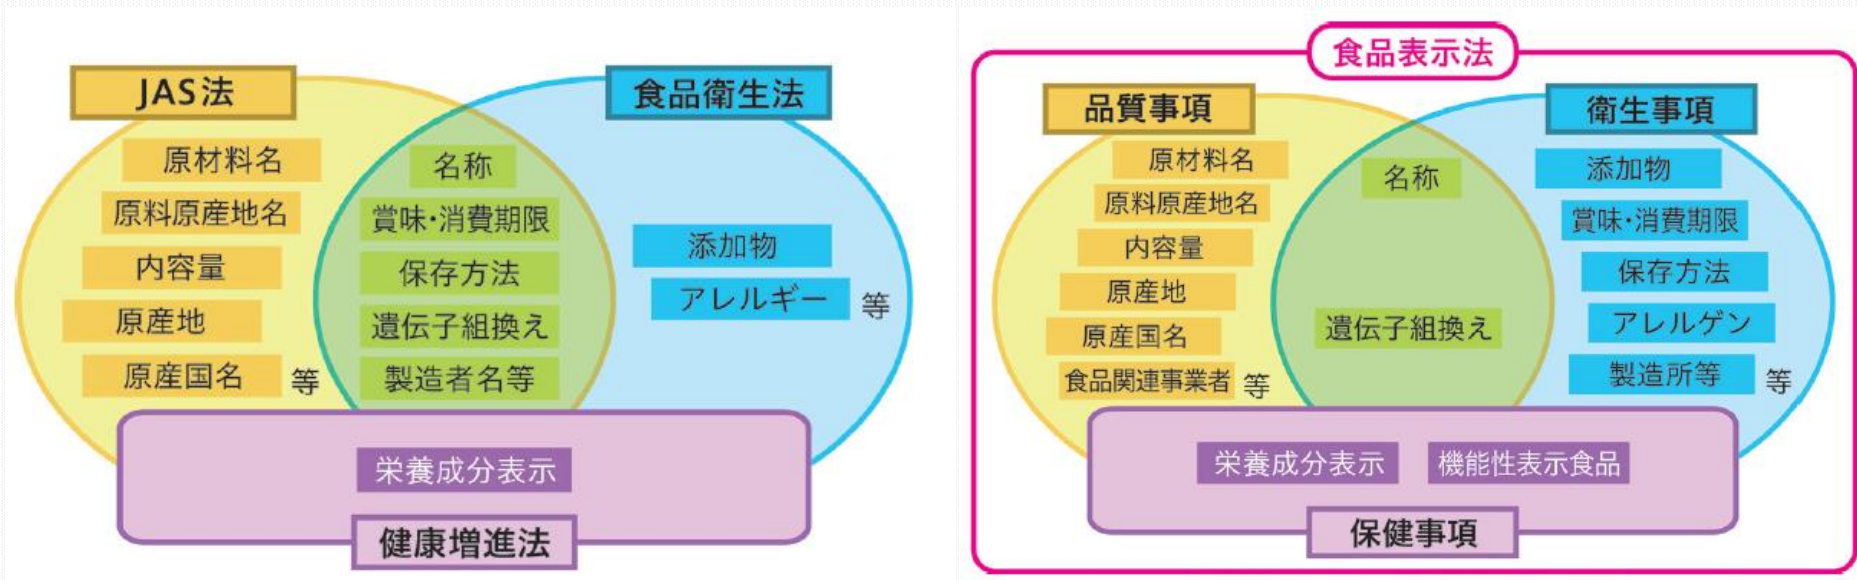 JAS法
食品衛生法
原材料名
原料原産地名
内容量
原産地
原産国名
等
名称
賞味・消費期限
保存方法
遺伝子組換え
製造者名等
添加物
アレルギー
等
栄養成分表示
健康増進法
食品表示法
品質事項
衛生事項
原材料名
原料原産地名
内容量
原産地
原産国名
食品関連事業者
等
名称
遺伝子組換え
添加物
賞味・消費期限
保存方法
アレルゲン
製造所等
等
栄養成分表示
機能性表示食品
保健事項